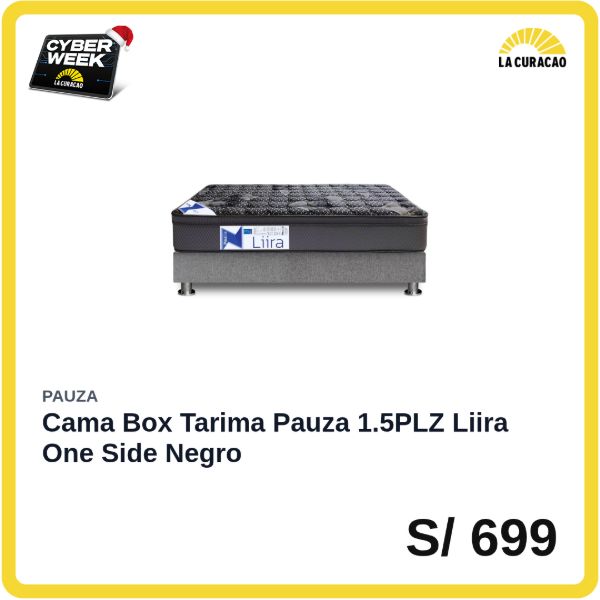 CYBER
WEEK
LA CURACAO
LA CURACAO
Liira
PAUZA
Cama Box Tarima Pauza 1.5PLZ Liira
One Side Negro
S/ 699